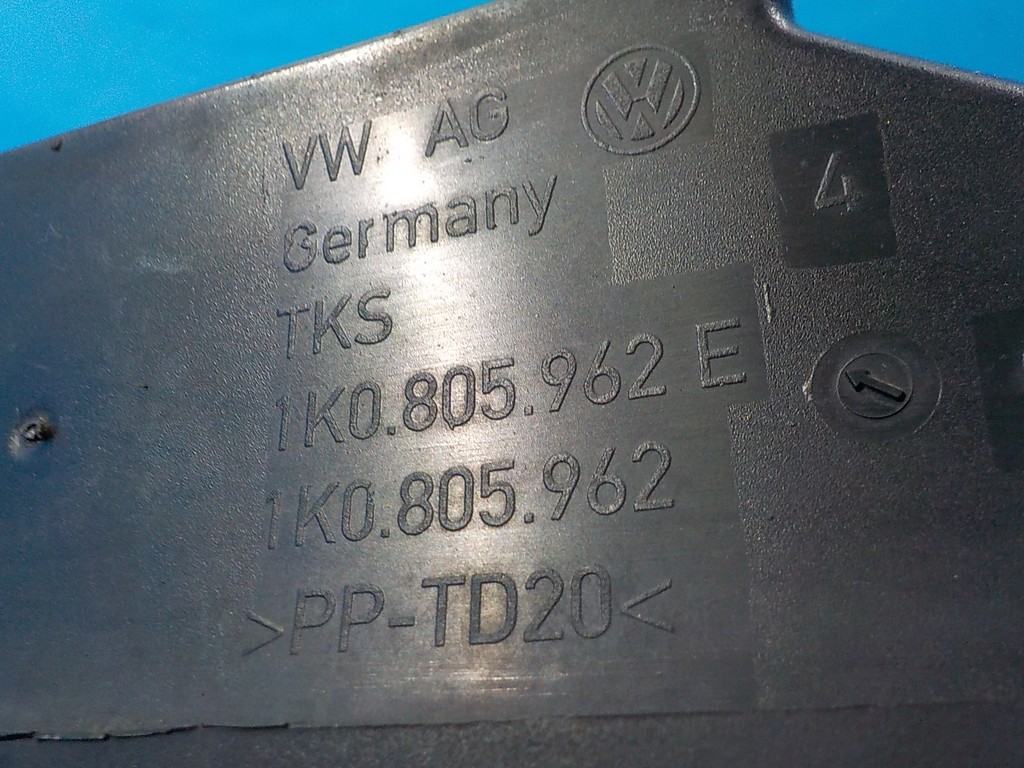 VW AG
Germany
TKS
1K0.805.962 E
1K0.805.962
>PP-TD20<
4